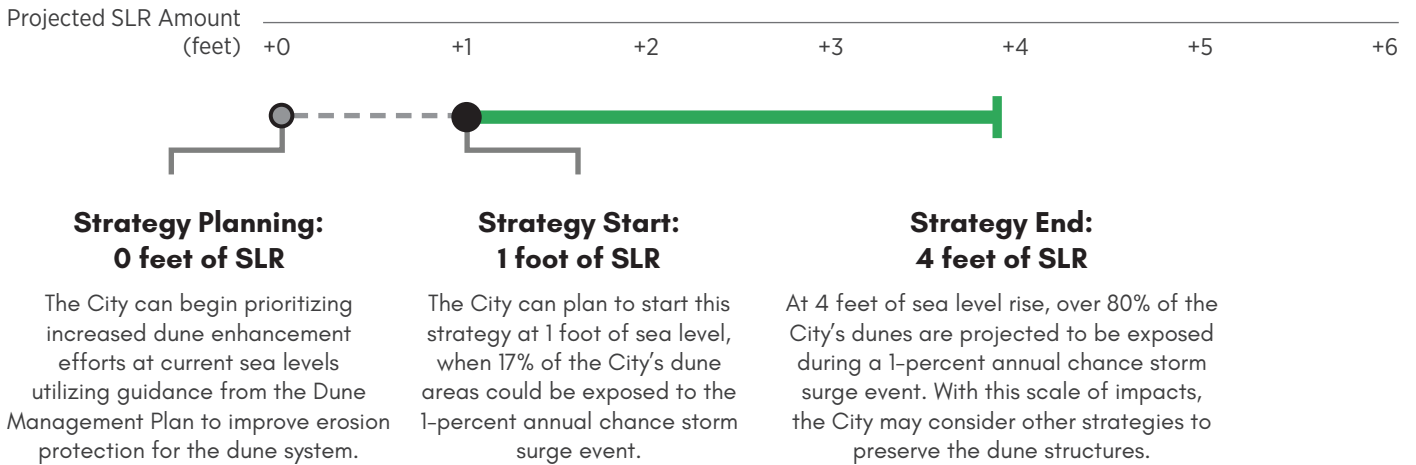 Projected SLR Amount
(feet) +0 +1 +2 +3 +4 +5 +6
Strategy Planning:
0 feet of SLR
The City can begin prioritizing
increased dune enhancement
efforts at current sea levels
utilizing guidance from the Dune
Management Plan to improve erosion
protection for the dune system.
Strategy Start:
1 foot of SLR
The City can plan to start this
strategy at 1 foot of sea level,
when 17% of the City's dune
areas could be exposed to the
1-percent annual chance storm
surge event.
Strategy End:
4 feet of SLR
At 4 feet of sea level rise, over 80% of the
City's dunes are projected to be exposed
during a 1-percent annual chance storm
surge event. With this scale of impacts,
the City may consider other strategies to
preserve the dune structures.